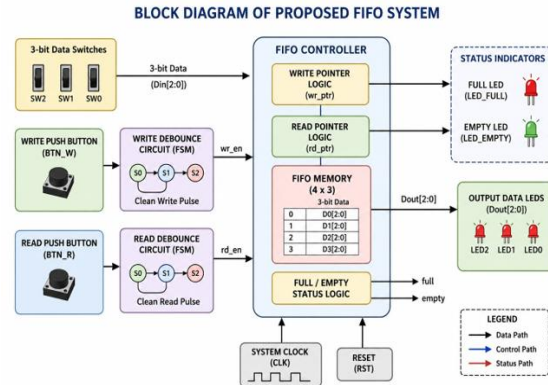 BLOCK DIAGRAM OF PROPOSED FIFO SYSTEM
3-bit Data Switches
SW2 SW1 SW0
3-bit Data
(Din[2:0])
WRITE PUSH BUTTON
(BTN_W)
WRITE DEBOUNCE
CIRCUIT (FSM)
S0 S1 S2
Clean Write Pulse
wr_en
READ PUSH BUTTON
(BTN_R)
READ DEBOUNCE
CIRCUIT (FSM)
S0 S1 S2
Clean Read Pulse
rd_en
FIFO CONTROLLER
WRITE POINTER
LOGIC
(wr_ptr)
READ POINTER
LOGIC
(rd_ptr)
FIFO MEMORY
(4 x 3)
3-bit Data
0 D0[2:0]
1 D1[2:0]
2 D2[2:0]
3 D3[2:0]
FULL / EMPTY
STATUS LOGIC
full
empty
SYSTEM CLOCK
(CLK)
RESET
(RST)
STATUS INDICATORS
FULL LED
(LED_FULL)
EMPTY LED
(LED_EMPTY)
Dout[2:0]
OUTPUT DATA LEDS
(Dout[2:0])
LED2 LED1 LED0
LEGEND
Data Path
Control Path
Status Path